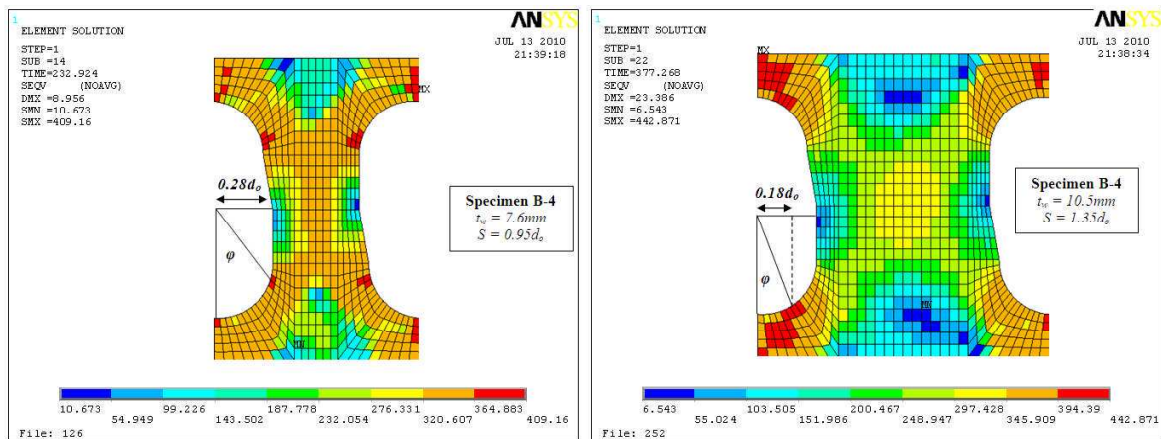 1
ANSYS
ELEMENT SOLUTION
JUL 13 2010
21:39:18
STEP=1
SUB =14
TIME=232.924
SEQV (NOAVG)
DMX =8.956
SMN =10.673
SMX =409.16
MX
0.28dₒ
φ
MN
Specimen B-4
t_w = 7.6mm
S = 0.95dₒ
10.673 99.226 187.778 276.331 364.883
54.949 143.502 232.054 320.607 409.16
File: 126
1
ANSYS
ELEMENT SOLUTION
JUL 13 2010
21:38:34
STEP=1
SUB =22
TIME=377.268
SEQV (NOAVG)
DMX =23.386
SMN =6.543
SMX =442.871
MX
0.18dₒ
φ
MN
Specimen B-4
t_w = 10.5mm
S = 1.35dₒ
6.543 103.505 200.467 297.428 394.39
55.024 151.986 248.947 345.909 442.871
File: 252